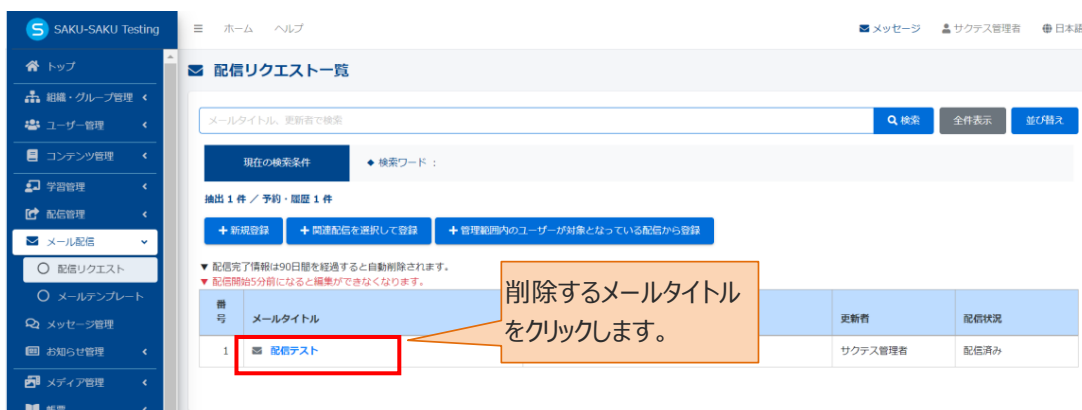 SAKU-SAKU Testing
ホーム ヘルプ
メッセージ サクテス管理者 日本語
トップ
組織・グループ管理
ユーザー管理
コンテンツ管理
学習管理
配信管理
メール配信
配信リクエスト
メールテンプレート
メッセージ管理
お知らせ管理
メディア管理
配信リクエスト一覧
メールタイトル、更新者で検索
検索 全件表示 並び替え
現在の検索条件 ◆ 検索ワード :
抽出 1 件 / 予約・履歴 1 件
+ 新規登録 + 関連配信を選択して登録 + 管理範囲内のユーザーが対象となっている配信から登録
▼ 配信完了情報は90日間を経過すると自動削除されます。
▼ 配信開始5分前になると編集ができなくなります。
削除するメールタイトル
をクリックします。
番号 メールタイトル 更新者 配信状況
1 配信テスト サクテス管理者 配信済み